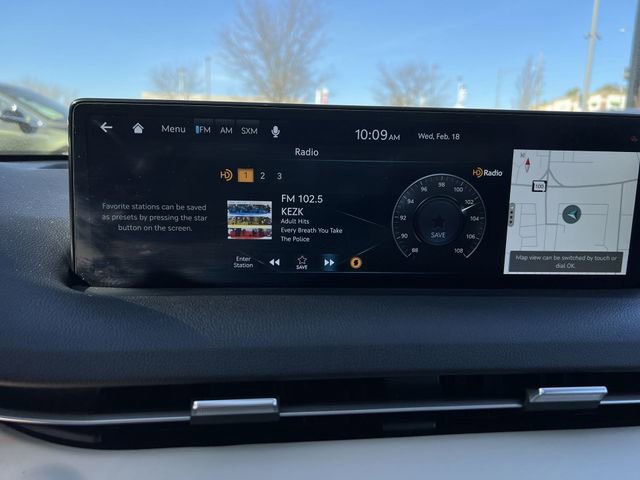 Menu FM AM SXM 10:09 AM Wed, Feb. 18
Radio
HD 1 2 3
HD Radio
Favorite stations can be saved
as presets by pressing the star
button on the screen.
FM 102.5
KEZK
Adult Hits
Every Breath You Take
The Police
Enter
Station
SAVE
88 90 92 94 96 98 100 102 104 106 108
SAVE
N
100
Map view can be switched by touch or
dial OK.